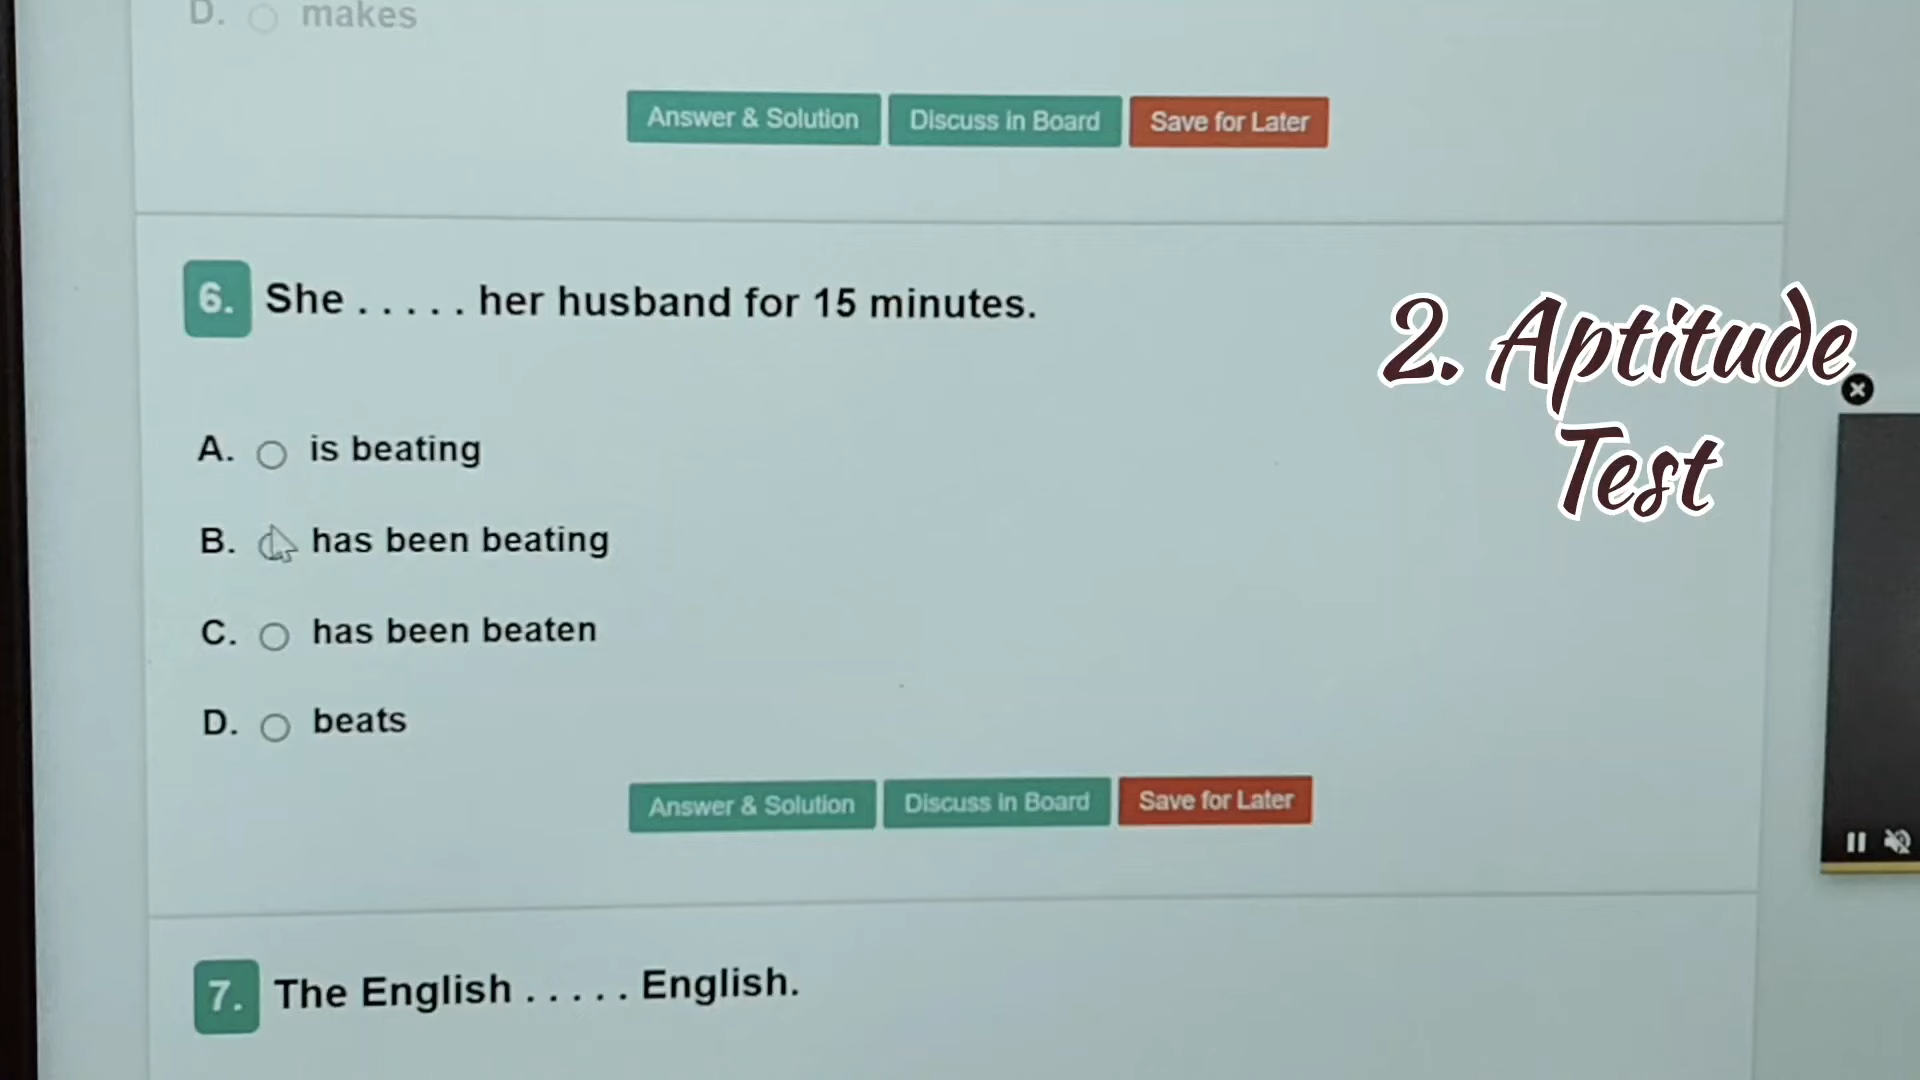 D. makes
Answer & Solution Discuss in Board Save for Later
6. She . . . . . her husband for 15 minutes.
2. Aptitude
Test
A. is beating
B. has been beating
C. has been beaten
D. beats
Answer & Solution Discuss in Board Save for Later
7. The English . . . . . English.